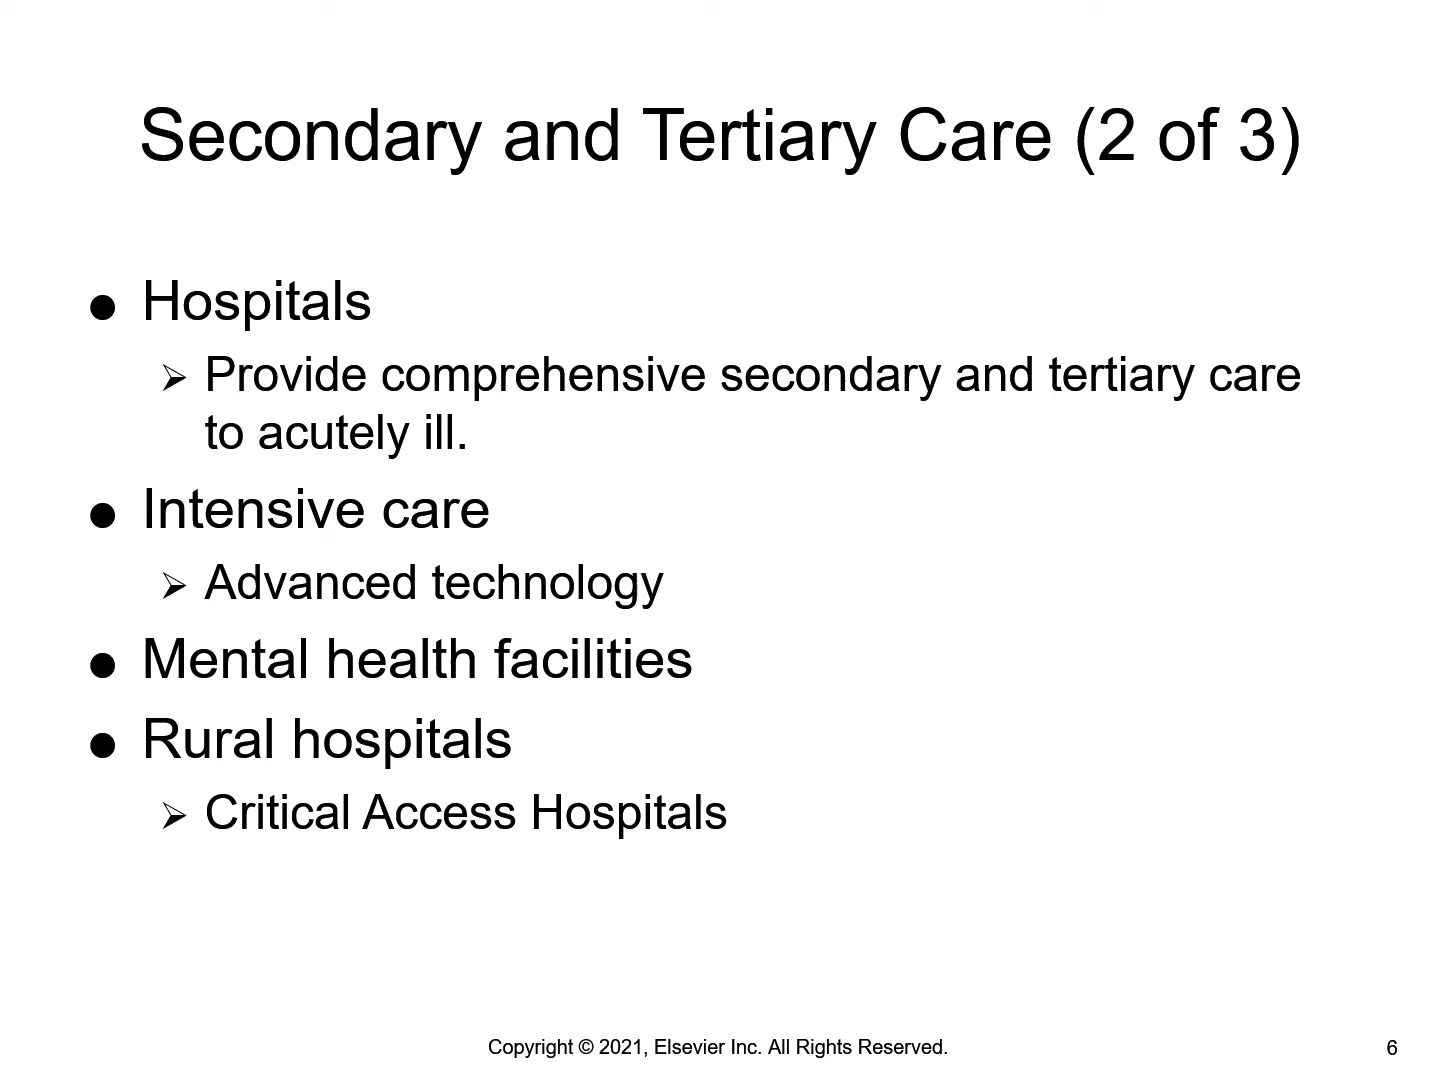 Secondary and Tertiary Care (2 of 3)
● Hospitals
➢ Provide comprehensive secondary and tertiary care
to acutely ill.
● Intensive care
➢ Advanced technology
● Mental health facilities
● Rural hospitals
➢ Critical Access Hospitals
Copyright © 2021, Elsevier Inc. All Rights Reserved.
6